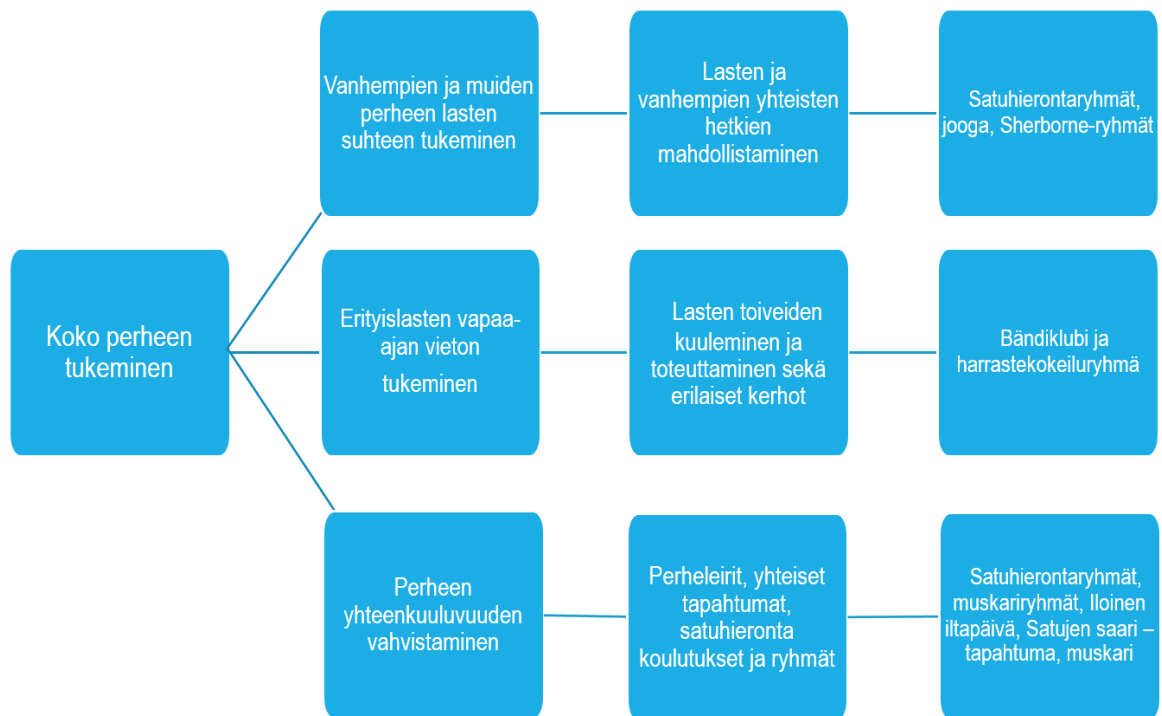 Koko perheen
tukeminen
Vanhempien ja muiden
perheen lasten
suhteen tukeminen
Lasten ja
vanhempien yhteisten
hetkien
mahdollistaminen
Satuhierontaryhmät,
jooga, Sherborne-ryhmät
Erityislasten vapaa-
ajan vieton
tukeminen
Lasten toiveiden
kuuleminen ja
toteuttaminen sekä
erilaiset kerhot
Bändiklubi ja
harrastekokeiluryhmä
Perheen
yhteenkuuluvuuden
vahvistaminen
Perheleirit, yhteiset
tapahtumat,
satuhieronta
koulutukset ja ryhmät
Satuhierontaryhmät,
muskariryhmät, Iloinen
iltapäivä, Satujen saari –
tapahtuma, muskari